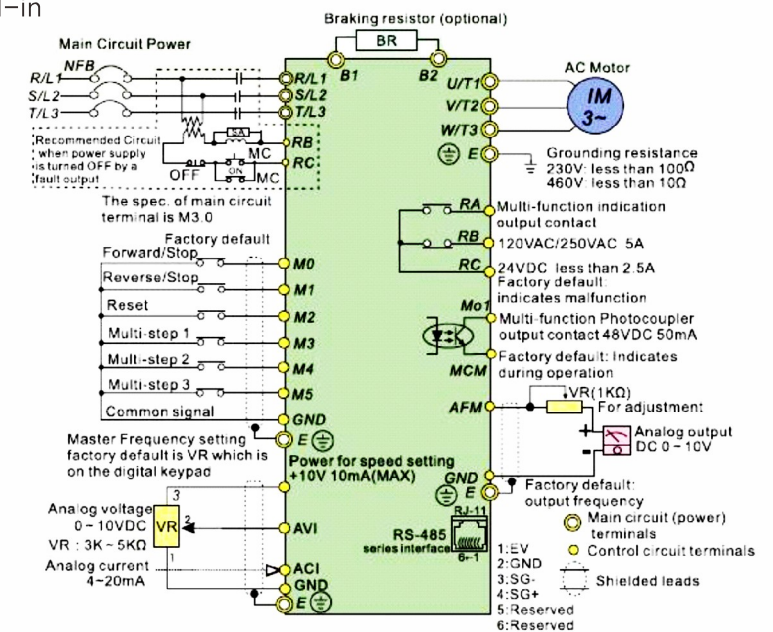 l-in
Braking resistor (optional)
BR
B1
B2
Main Circuit Power
NFB
R/L1
S/L2
T/L3
R/L1
S/L2
T/L3
SA
RB
MC
RC
OFF
ON
MC
Recommended Circuit
when power supply
is turned OFF by a
fault output
The spec. of main circuit
terminal is M3.0
U/T1
V/T2
W/T3
E
AC Motor
IM
3~
Grounding resistance
230V: less than 100Ω
460V: less than 10Ω
RA
Multi-function indication
output contact
RB
120VAC/250VAC 5A
RC
24VDC less than 2.5A
Factory default:
indicates malfunction
Factory default
Forward/Stop
M0
Reverse/Stop
M1
Reset
M2
Multi-step 1
M3
Multi-step 2
M4
Multi-step 3
M5
Common signal
GND
E
Mo1
Multi-function Photocoupler
output contact 48VDC 50mA
MCM
Factory default: Indicates
during operation
AFM
VR(1KΩ)
For adjustment
+
-
Analog output
DC 0~10V
GND
E
Factory default:
output frequency
Master Frequency setting
factory default is VR which is
on the digital keypad
Power for speed setting
+10V 10mA(MAX)
3
Analog voltage
0~10VDC
VR : 3K~5KΩ
VR
2
1
AVI
Analog current
4~20mA
ACI
GND
E
RS-485
series interface
RJ-11
6←1
1:EV
2:GND
3:SG-
4:SG+
5:Reserved
6:Reserved
Main circuit (power)
terminals
Control circuit terminals
Shielded leads